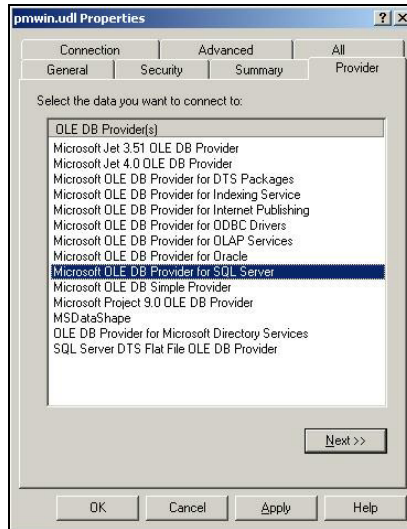 pmwin.udl Properties
? X
Connection Advanced All
General Security Summary Provider
Select the data you want to connect to:
OLE DB Provider(s)
Microsoft Jet 3.51 OLE DB Provider
Microsoft Jet 4.0 OLE DB Provider
Microsoft OLE DB Provider for DTS Packages
Microsoft OLE DB Provider for Indexing Service
Microsoft OLE DB Provider for Internet Publishing
Microsoft OLE DB Provider for ODBC Drivers
Microsoft OLE DB Provider for OLAP Services
Microsoft OLE DB Provider for Oracle
Microsoft OLE DB Provider for SQL Server
Microsoft OLE DB Simple Provider
Microsoft Project 9.0 OLE DB Provider
MSDataShape
OLE DB Provider for Microsoft Directory Services
SQL Server DTS Flat File OLE DB Provider
Next >>
OK Cancel Apply Help